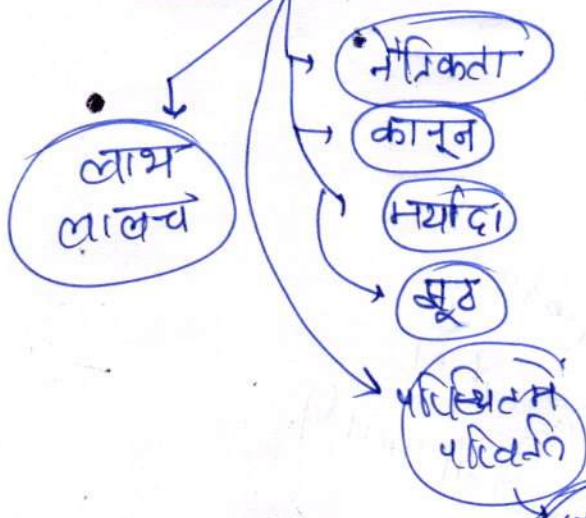 नैतिकता
कानून
लाभ
लालच
मर्यादा
झूठ
परिस्थित में
परिवर्तन